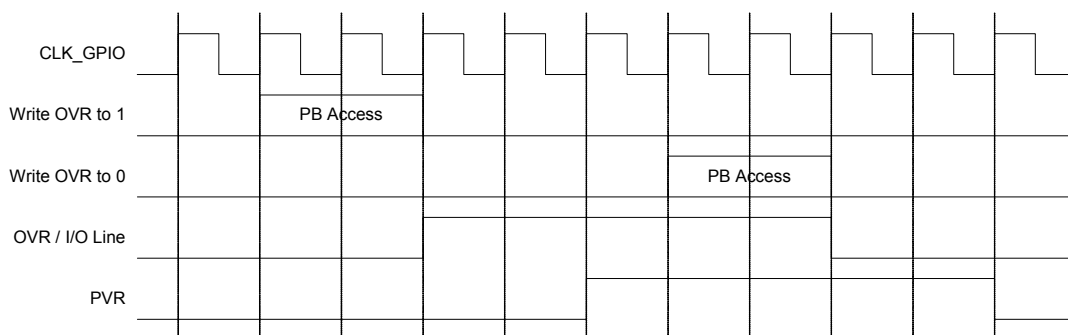 CLK_GPIO
Write OVR to 1
PB Access
Write OVR to 0
PB Access
OVR / I/O Line
PVR